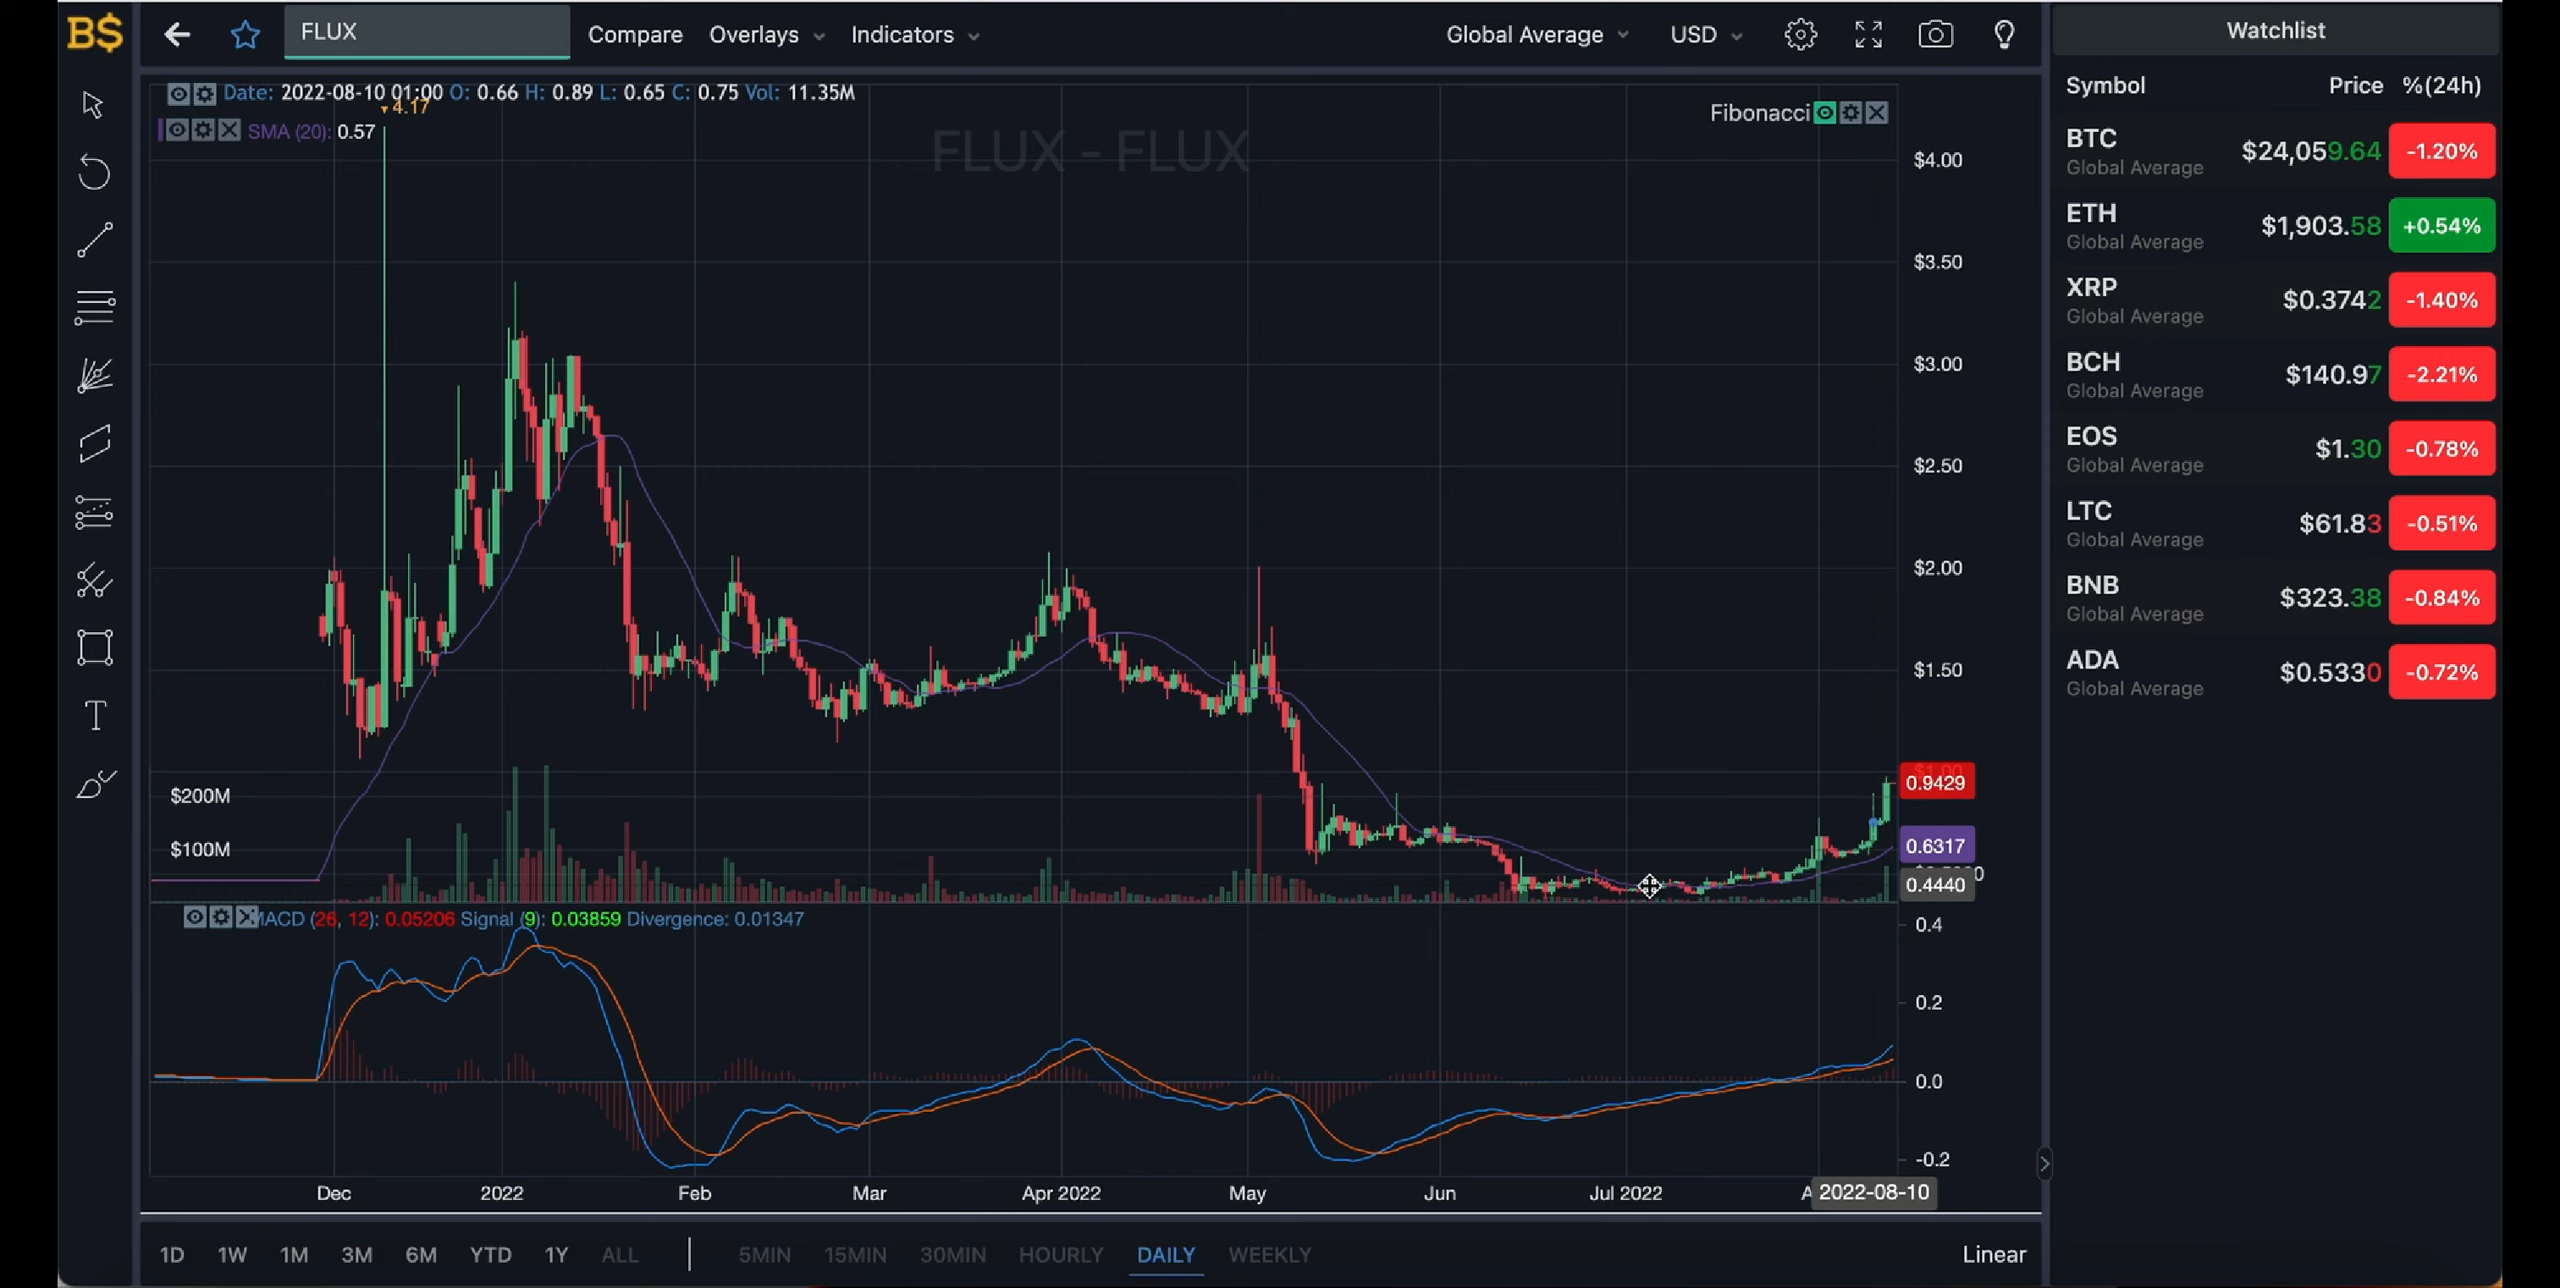 B$
FLUX
Compare
Overlays
Indicators
Global Average
USD
Date: 2022-08-10 01:00 O: 0.66 H: 0.89 L: 0.65 C: 0.75 Vol: 11.35M
4.17
SMA (20): 0.57
Fibonacci
FLUX - FLUX
$4.00
$3.50
$3.00
$2.50
$2.00
$1.50
$1.00
0.9429
0.6317
0.4440
$200M
$100M
MACD (26, 12): 0.05206 Signal (9): 0.03859 Divergence: 0.01347
0.4
0.2
0.0
-0.2
Dec 2022 Feb Mar Apr 2022 May Jun Jul 2022 A 2022-08-10
1D 1W 1M 3M 6M YTD 1Y ALL 5MIN 15MIN 30MIN HOURLY DAILY WEEKLY Linear
Watchlist
Symbol Price %(24h)
BTC $24,059.64 -1.20%
Global Average
ETH $1,903.58 +0.54%
Global Average
XRP $0.3742 -1.40%
Global Average
BCH $140.97 -2.21%
Global Average
EOS $1.30 -0.78%
Global Average
LTC $61.83 -0.51%
Global Average
BNB $323.38 -0.84%
Global Average
ADA $0.5330 -0.72%
Global Average